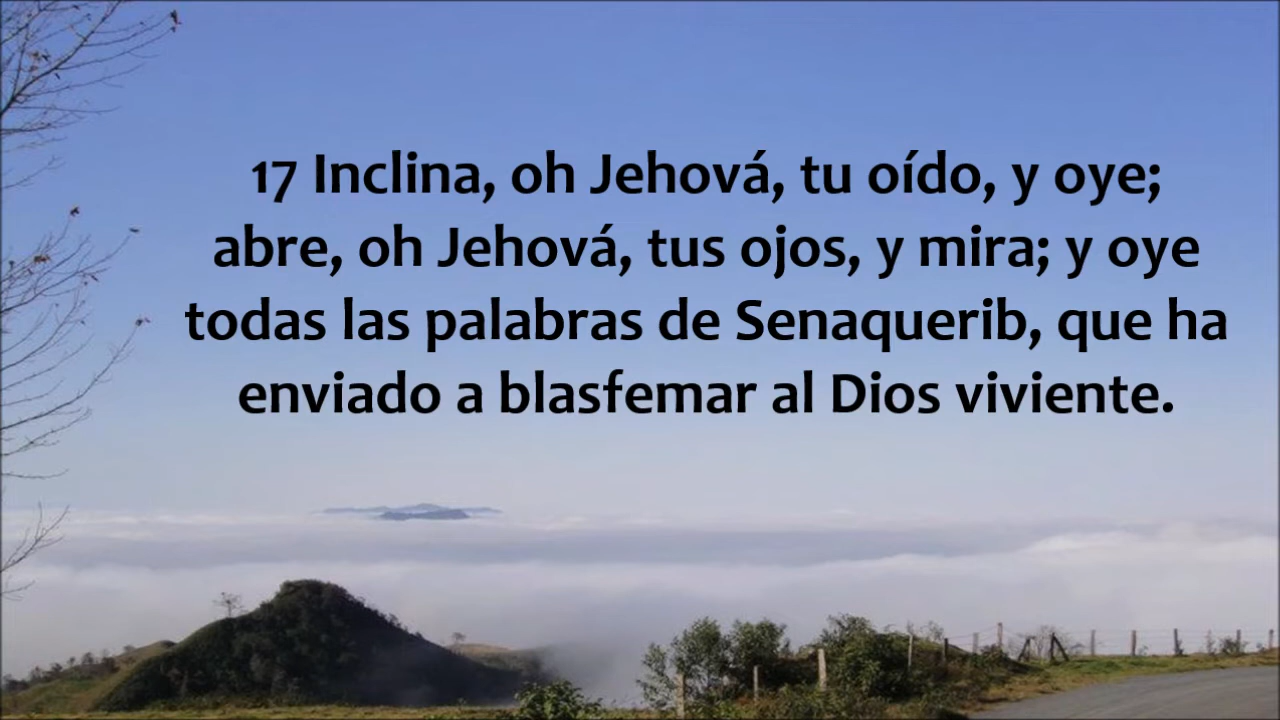 17 Inclina, oh Jehová, tu oído, y oye;
abre, oh Jehová, tus ojos, y mira; y oye
todas las palabras de Senaquerib, que ha
enviado a blasfemar al Dios viviente.